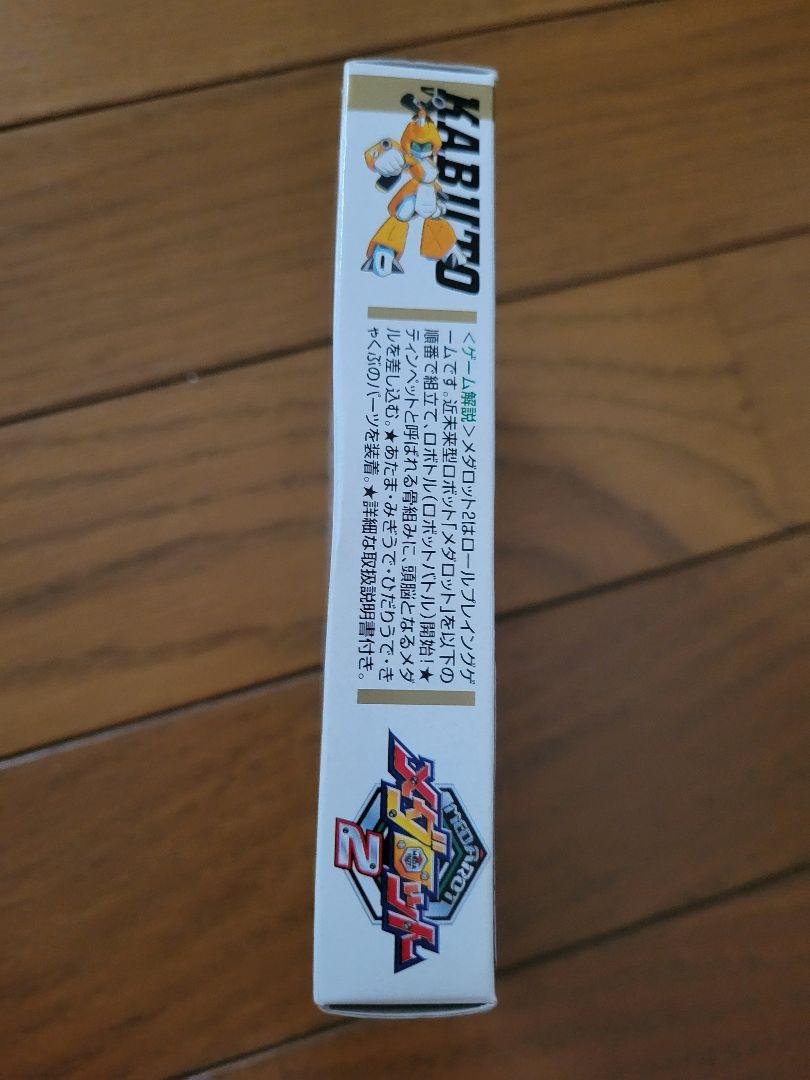 KABUTO
<ゲーム解説>メダロット2はロールプレイングゲ
ームです。近未来型ロボット「メダロット」を以下の
順番で組立て、ロボトル(ロボットバトル)開始!★
ティンペットと呼ばれる骨組みに、頭脳となるメダ
ルを差し込む。★あたま・みぎうで・ひだりうで・き
ゃくぶのパーツを装着。★詳細な取扱説明書付き。
MEDAROT
メダロット
2